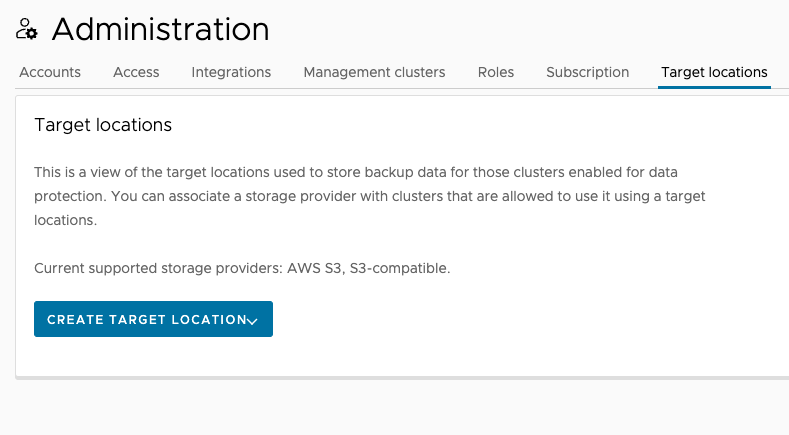 Administration
Accounts Access Integrations Management clusters Roles Subscription Target locations
Target locations
This is a view of the target locations used to store backup data for those clusters enabled for data
protection. You can associate a storage provider with clusters that are allowed to use it using a target
locations.
Current supported storage providers: AWS S3, S3-compatible.
CREATE TARGET LOCATION